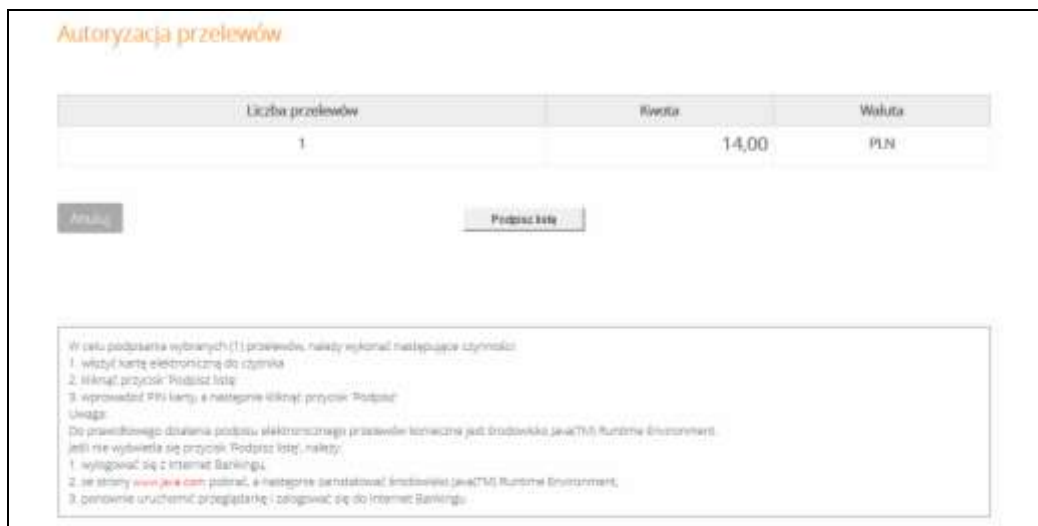 Autoryzacja przelewów
Liczba przelewów Kwota Waluta
1 14,00 PLN
Anuluj Podpisz listę
W celu podpisania wybranych (1) przelewów, należy wykonać następujące czynności:
1. włożyć kartę elektroniczną do czytnika
2. kliknąć przycisk 'Podpisz listę'
3. wprowadzić PIN karty, a następnie kliknąć przycisk 'Podpisz'
Uwaga:
Do prawidłowego działania podpisu elektronicznego przelewów konieczne jest środowisko Java(TM) Runtime Environment.
Jeśli nie wyświetla się przycisk 'Podpisz listę', należy:
1. wylogować się z Internet Bankingu,
2. ze strony www.java.com pobrać, a następnie zainstalować środowisko Java(TM) Runtime Environment,
3. ponownie uruchomić przeglądarkę i zalogować się do Internet Bankingu.